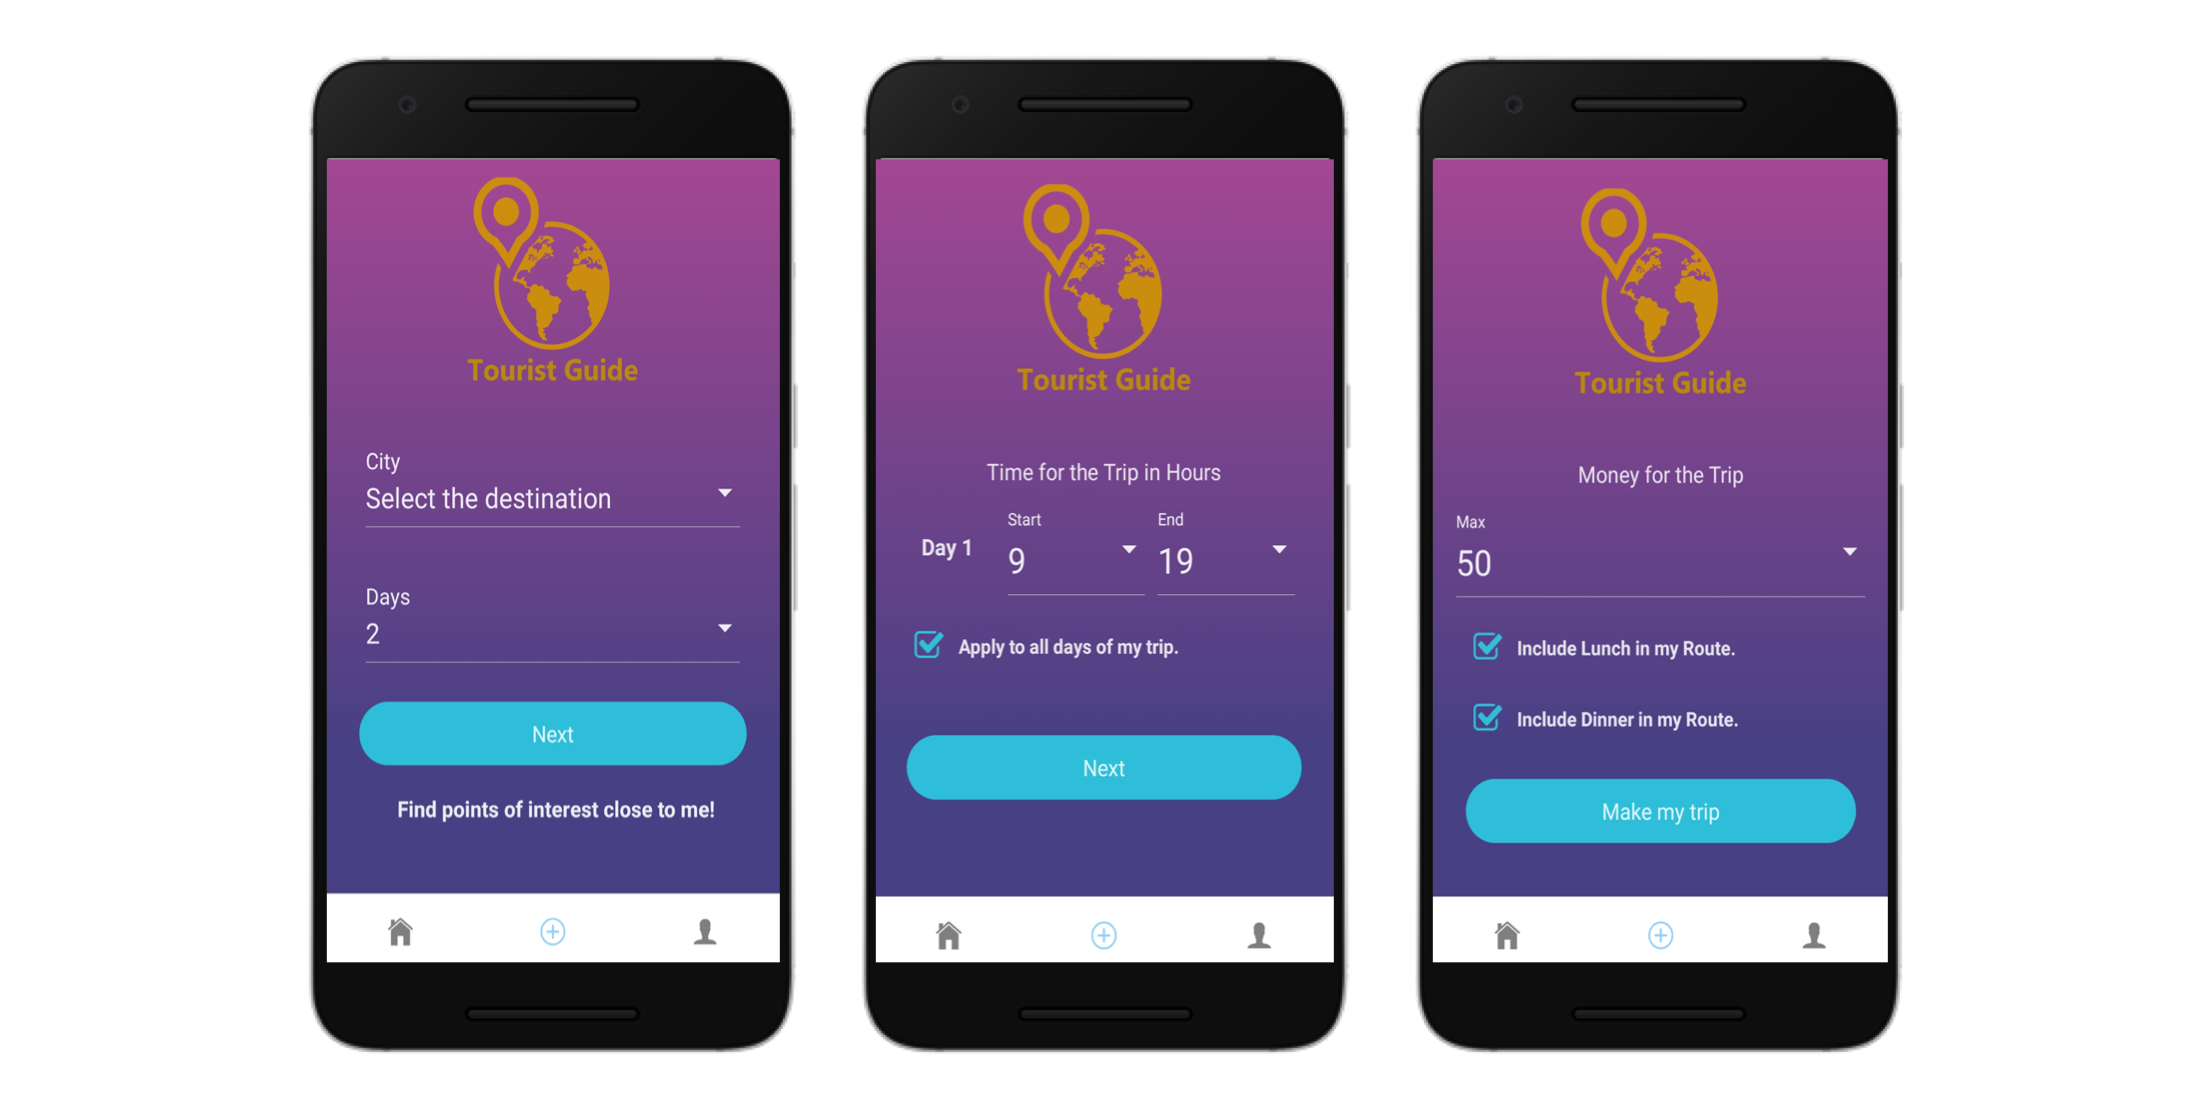 Tourist Guide
City
Select the destination
Days
2
Next
Find points of interest close to me!
Tourist Guide
Time for the Trip in Hours
Start End
Day 1 9 19
Apply to all days of my trip.
Next
Tourist Guide
Money for the Trip
Max
50
Include Lunch in my Route.
Include Dinner in my Route.
Make my trip